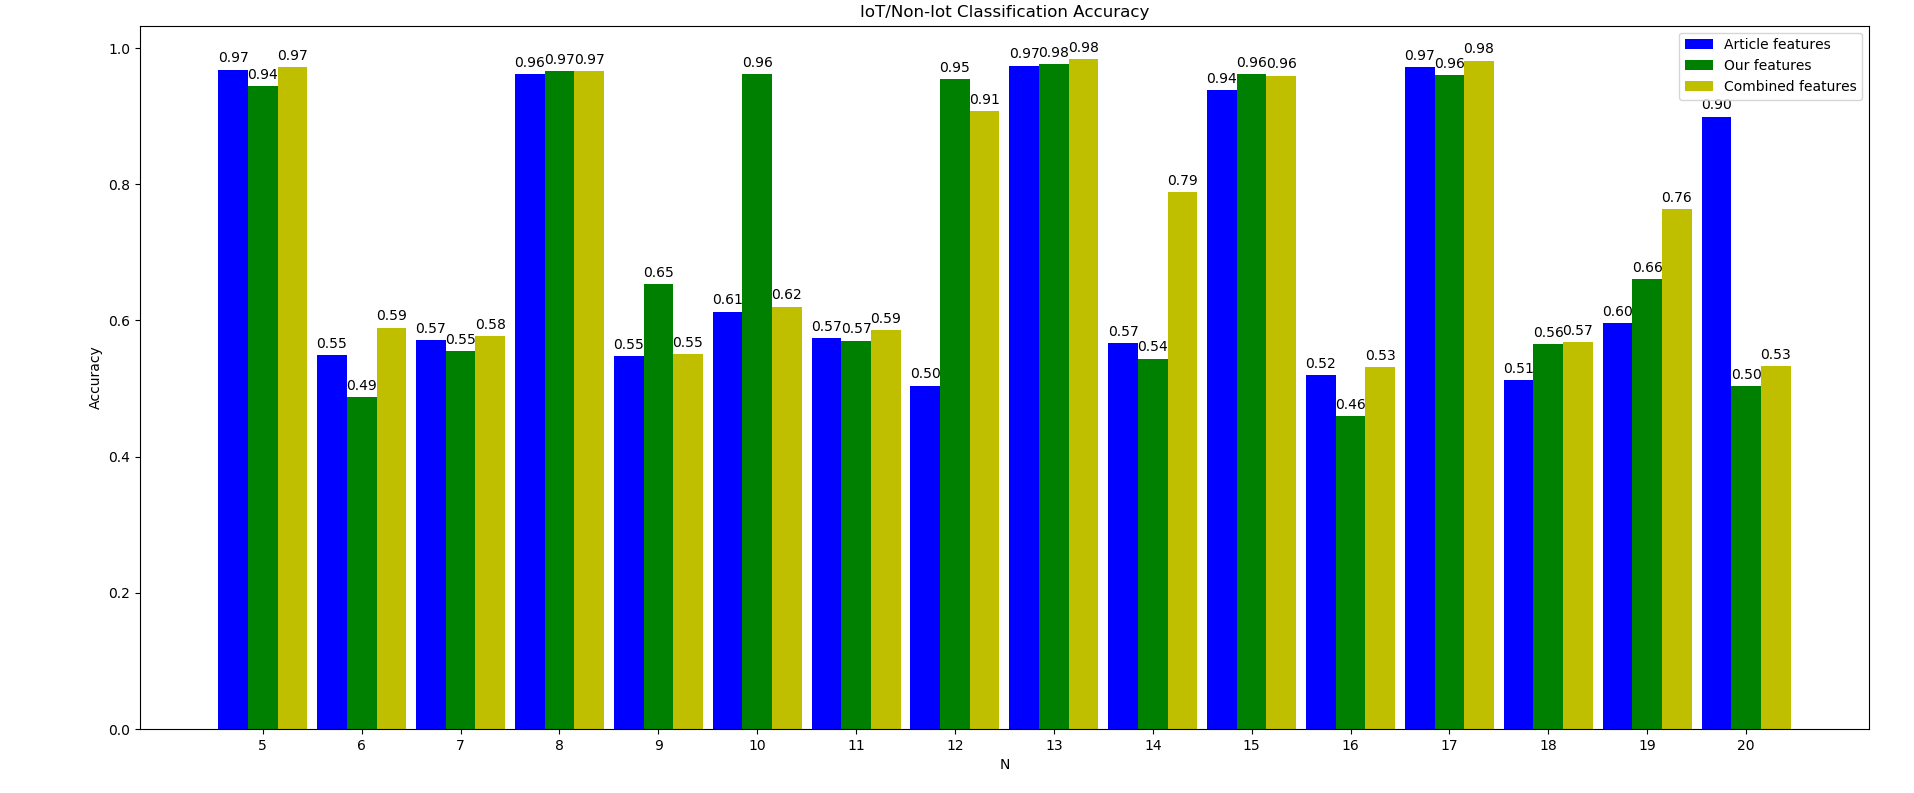 IoT/Non-Iot Classification Accuracy
Article features
Our features
Combined features
Accuracy
1.0
0.8
0.6
0.4
0.2
0.0
0.97 0.94 0.97
0.55 0.49 0.59
0.57 0.55 0.58
0.96 0.97 0.97
0.55 0.65 0.55
0.61 0.96 0.62
0.57 0.57 0.59
0.50 0.95 0.91
0.97 0.98 0.98
0.57 0.54 0.79
0.94 0.96 0.96
0.52 0.46 0.53
0.97 0.96 0.98
0.51 0.56 0.57
0.60 0.66 0.76
0.90 0.50 0.53
5 6 7 8 9 10 11 12 13 14 15 16 17 18 19 20
N